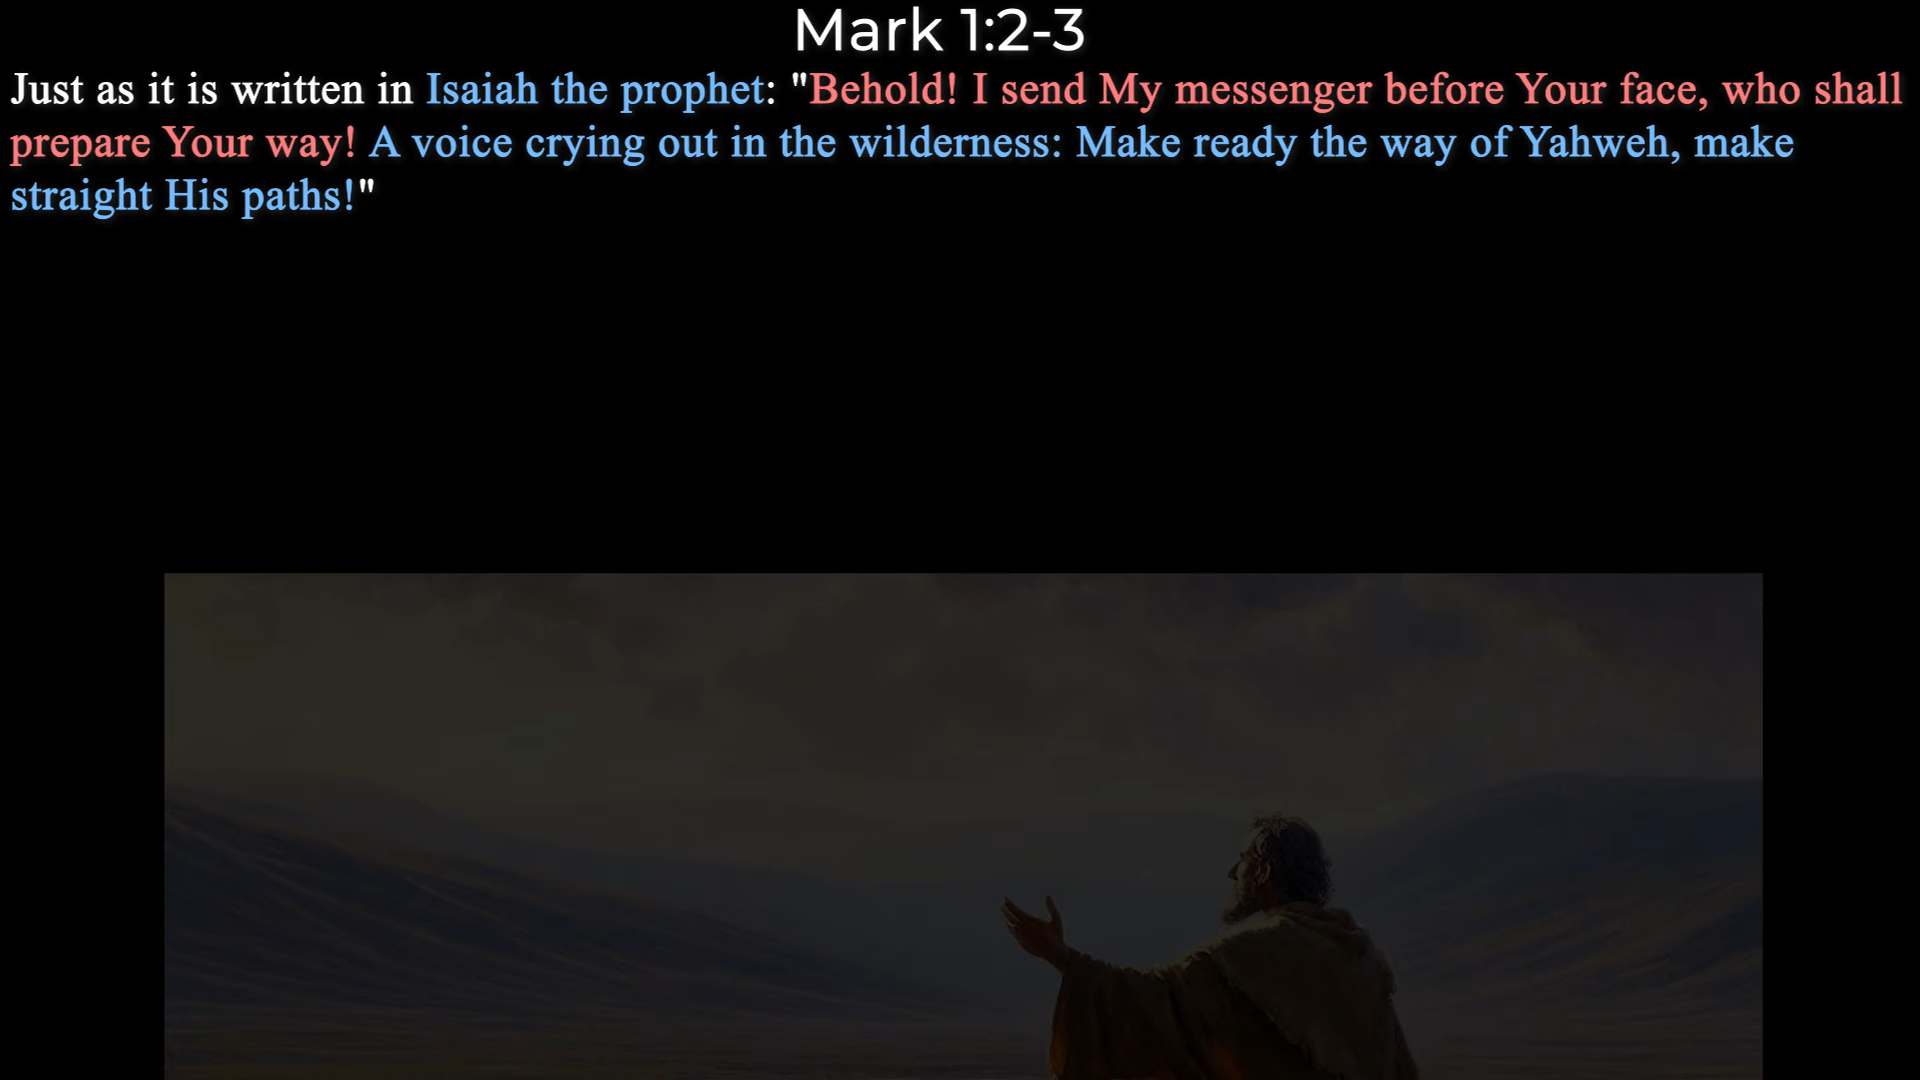 Mark 1:2-3
Just as it is written in Isaiah the prophet: "Behold! I send My messenger before Your face, who shall
prepare Your way! A voice crying out in the wilderness: Make ready the way of Yahweh, make
straight His paths!"